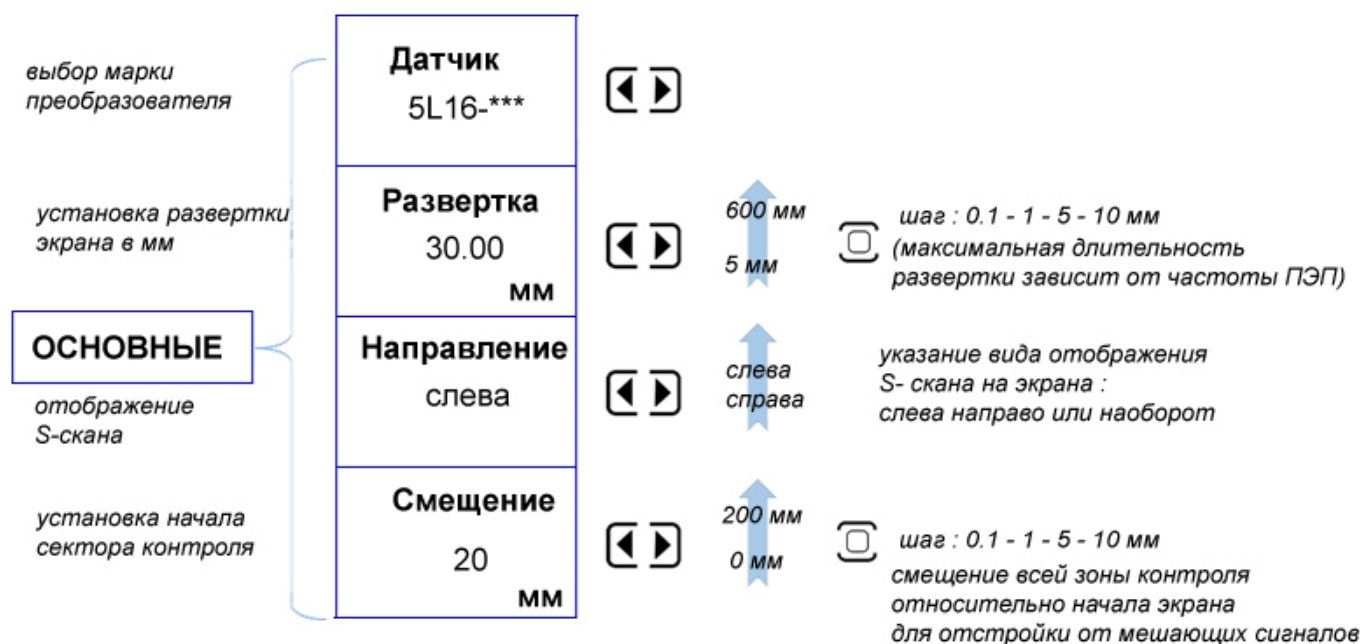 выбор марки
преобразователя
Датчик
5L16-***
установка развертки
экрана в мм
Развертка
30.00
мм
600 мм
5 мм
шаг : 0.1 - 1 - 5 - 10 мм
(максимальная длительность
развертки зависит от частоты ПЭП)
ОСНОВНЫЕ
отображение
S-скана
Направление
слева
слева
справа
указание вида отображения
S- скана на экрана :
слева направо или наоборот
установка начала
сектора контроля
Смещение
20
мм
200 мм
0 мм
шаг : 0.1 - 1 - 5 - 10 мм
смещение всей зоны контроля
относительно начала экрана
для отстройки от мешающих сигналов